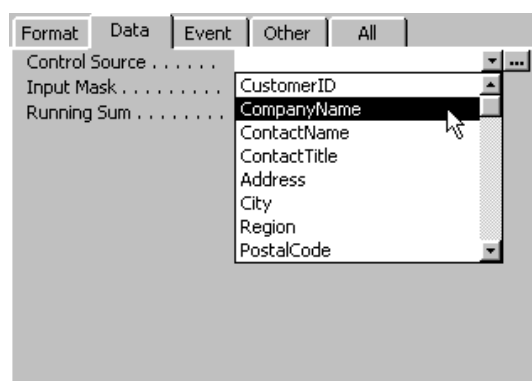 Format Data Event Other All
Control Source . . . . . .
Input Mask . . . . . . . . .
Running Sum . . . . . . . .
CustomerID
CompanyName
ContactName
ContactTitle
Address
City
Region
PostalCode